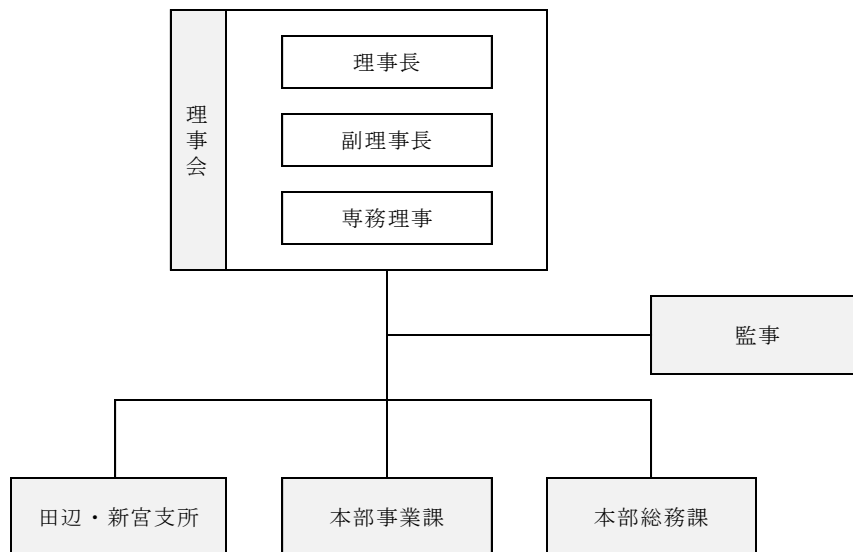 理事会
理事長
副理事長
専務理事
監事
田辺・新宮支所
本部事業課
本部総務課